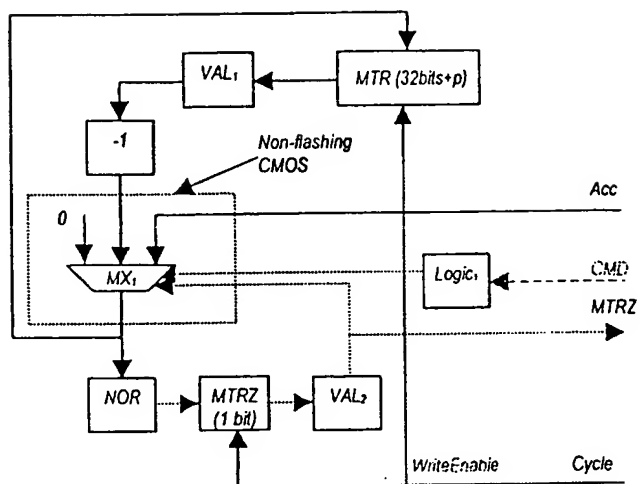 VAL₁
MTR (32bits+p)
-1
Non-flashing
CMOS
Acc
0
MX₁
Logic₁
CMD
MTRZ
NOR
MTRZ
(1 bit)
VAL₂
WriteEnable
Cycle